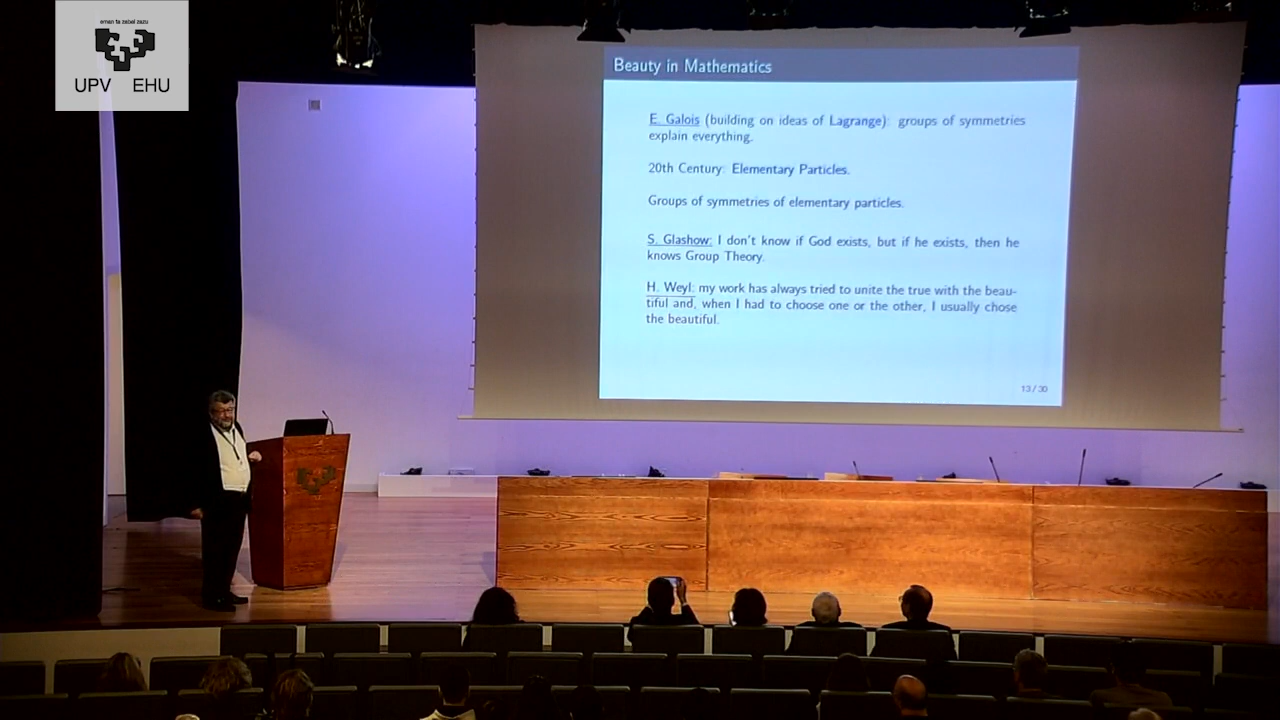 eman ta zabal zazu
UPV EHU
Beauty in Mathematics
E. Galois (building on ideas of Lagrange): groups of symmetries
explain everything.
20th Century: Elementary Particles.
Groups of symmetries of elementary particles.
S. Glashow: I don't know if God exists, but if he exists, then he
knows Group Theory.
H. Weyl: my work has always tried to unite the true with the beau-
tiful and, when I had to choose one or the other, I usually chose
the beautiful.
13 / 30